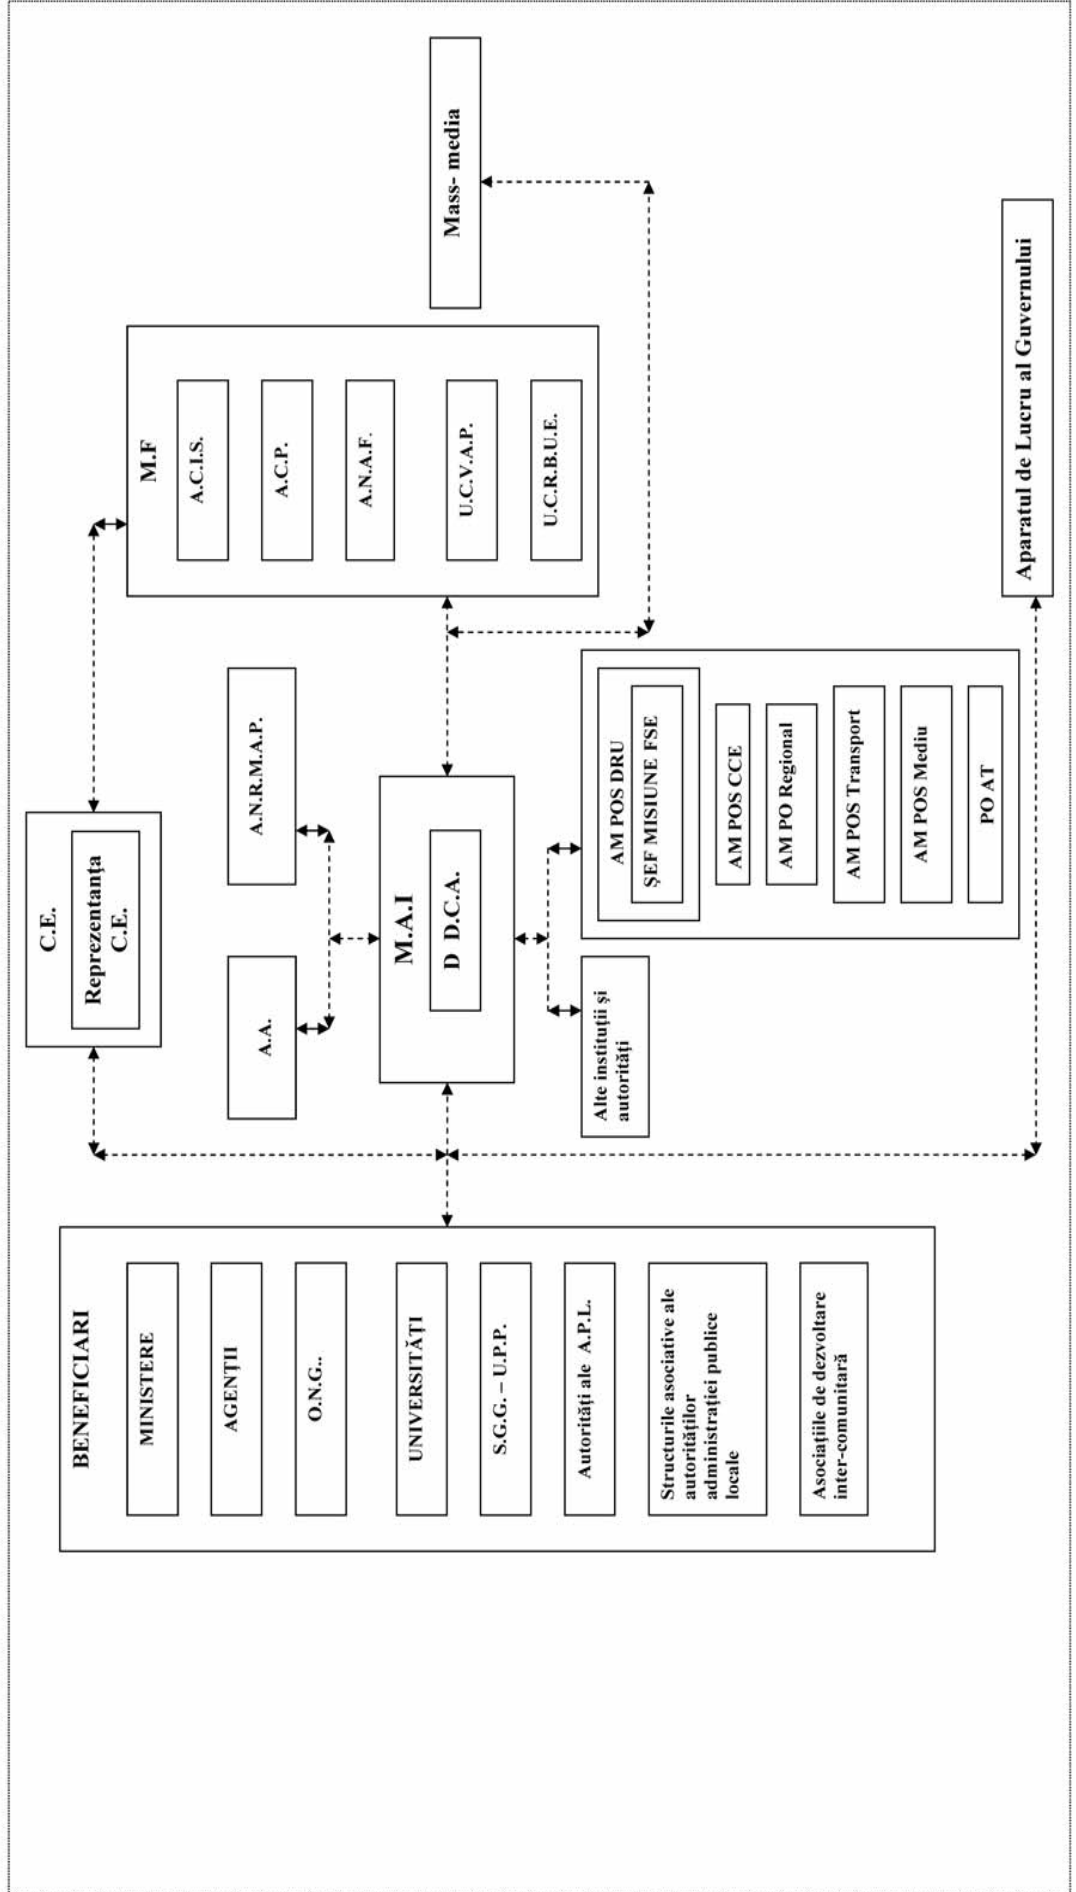 C.E.
Reprezentanţa
C.E.
BENEFICIARI
MINISTERE
AGENŢII
O.N.G..
UNIVERSITĂŢI
S.G.G. – U.P.P.
Autorităţi ale A.P.L.
Structurile asociative ale
autorităţilor
administraţiei publice
locale
Asociaţiile de dezvoltare
inter-comunitară
A.A.
A.N.R.M.A.P.
M.A.I
D D.C.A.
Alte instituţii şi
autorităţi
AM POS DRU
ŞEF MISIUNE FSE
AM POS CCE
AM PO Regional
AM POS Transport
AM POS Mediu
PO AT
M.F
A.C.I.S.
A.C.P.
A.N.A.F.
U.C.V.A.P.
U.C.R.B.U.E.
Mass- media
Aparatul de Lucru al Guvernului